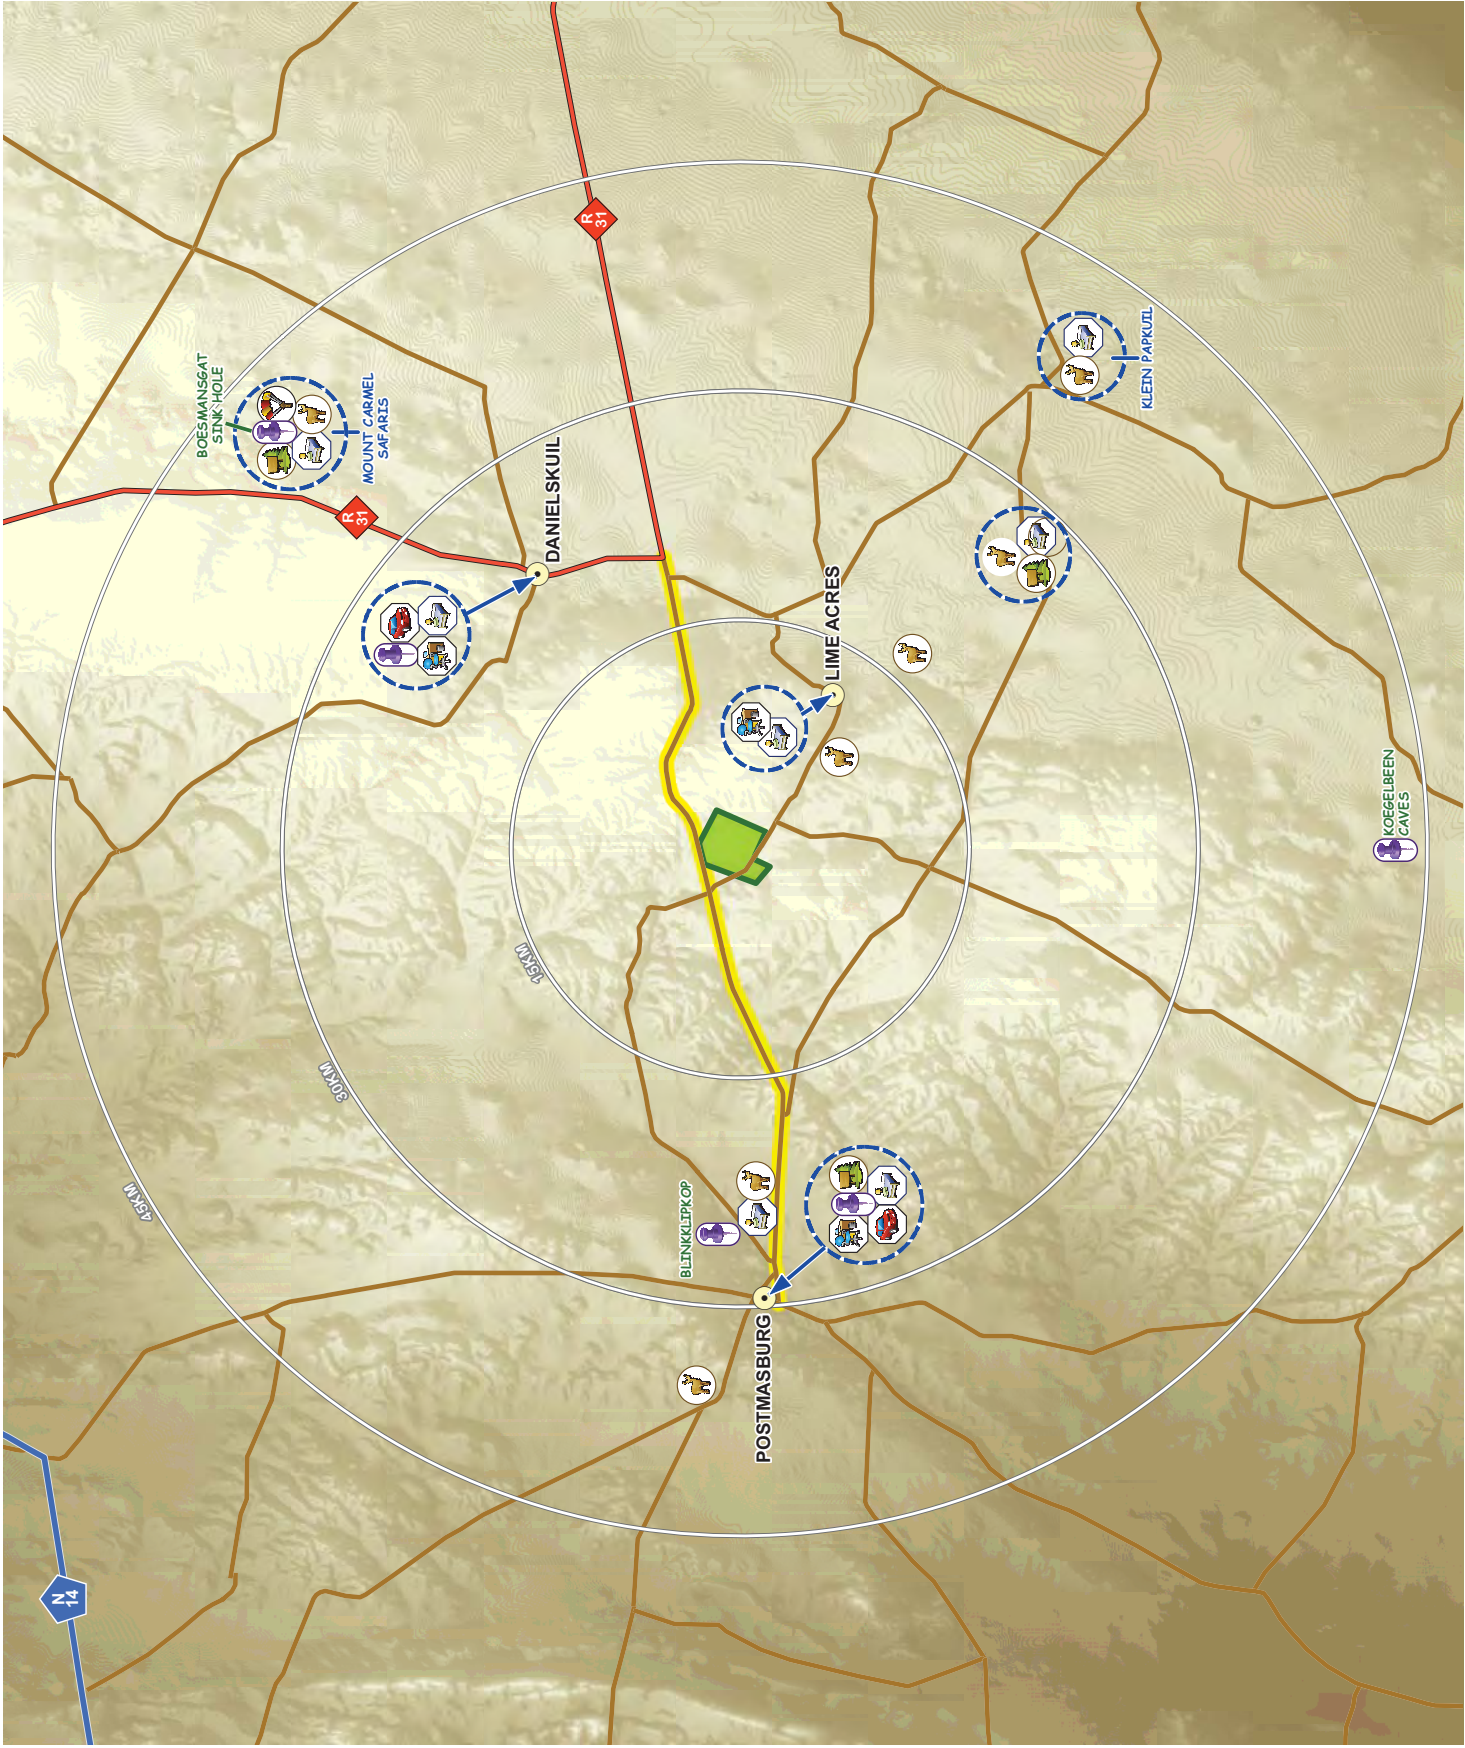 BOESMANSGAT
SINK HOLE
MOUNT CARMEL
SAFARIS
R
31
R
31
DANIELSKUIL
KLEIN PAPKUIL
LIME ACRES
KOEGELBEEN
CAVES
15KM
30KM
45KM
BLINKKLIPKOP
POSTMASBURG
N
14